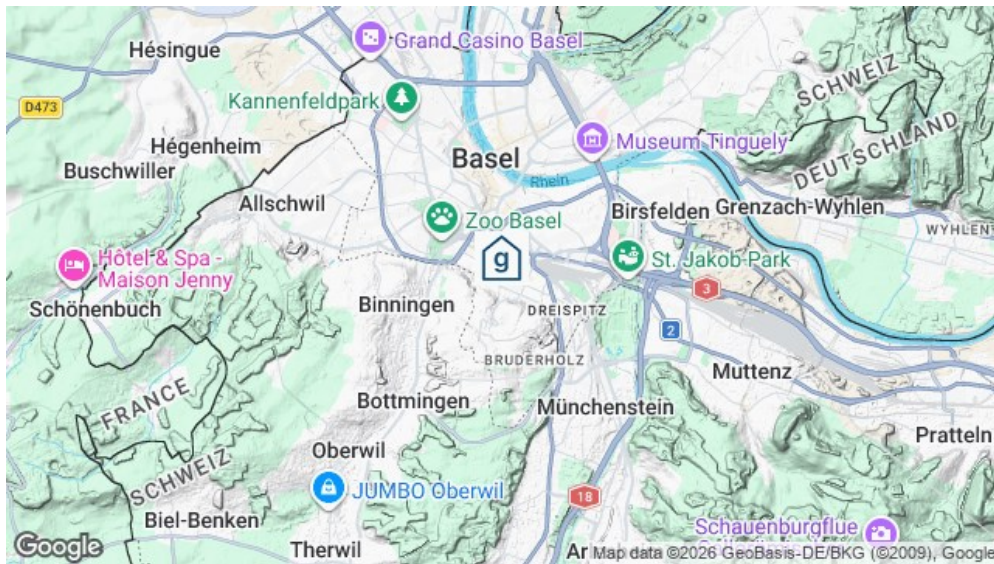 Hésingue
Grand Casino Basel
SCHWEIZ
D473
Kannenfeldpark
Museum Tinguely
DEUTSCHLAND
Hégenheim
Basel
Buschwiller
Rhein
Allschwil
Zoo Basel
Birsfelden
Grenzach-Wyhlen
WYHLEN
g
Hôtel & Spa -
Maison Jenny
St. Jakob-Park
Schönenbuch
Binningen
DREISPITZ
3
2
BRUDERHOLZ
Muttenz
FRANCE
Bottmingen
Münchenstein
Pratteln
Oberwil
SCHWEIZ
JUMBO Oberwil
18
Biel-Benken
Schauenburgflue
Google
Therwil
Map data ©2026 GeoBasis-DE/BKG (©2009), Google